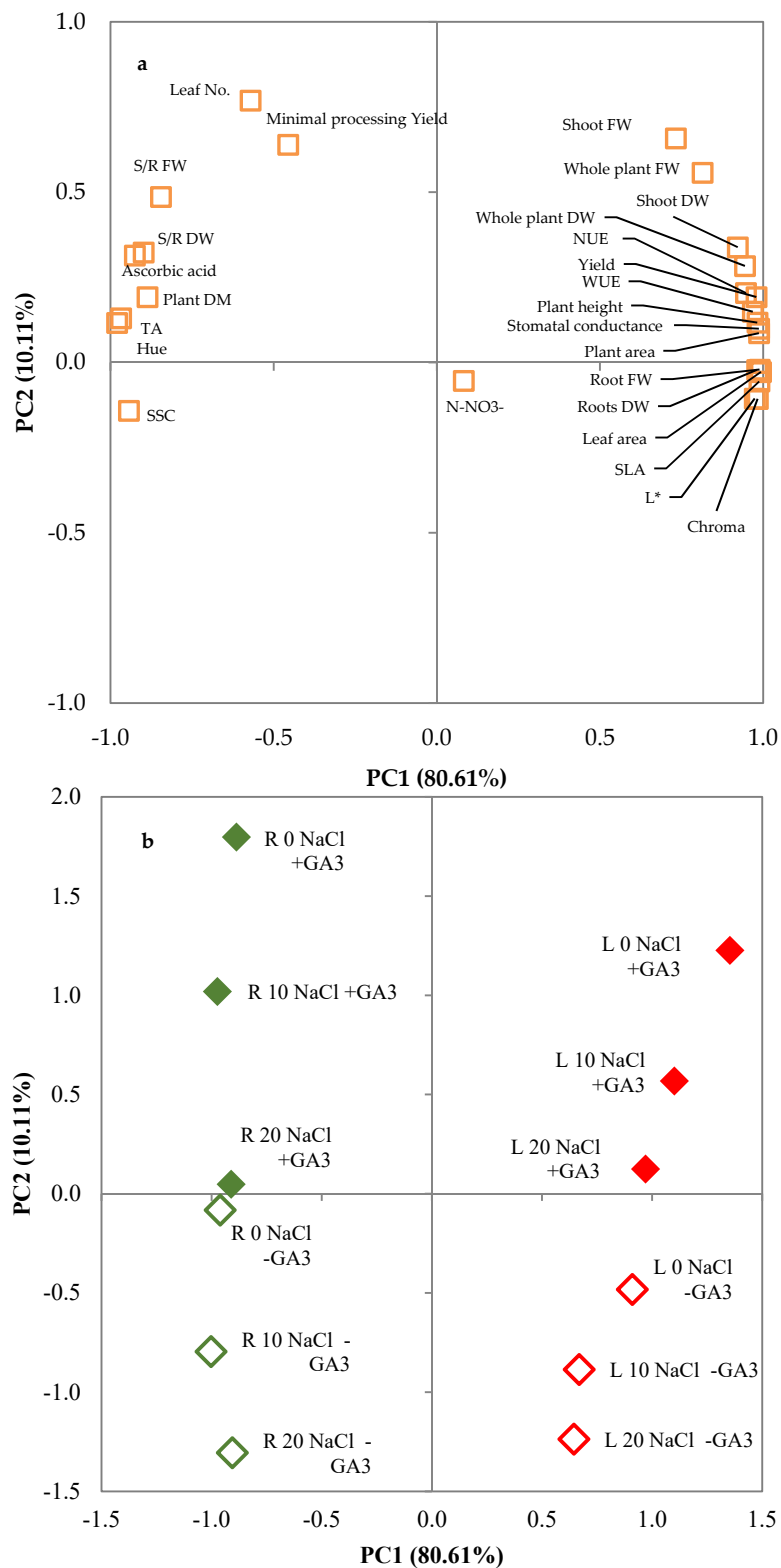 1.0
a
Leaf No.
Minimal processing Yield
Shoot FW
S/R FW
Whole plant FW
0.5
Shoot DW
Whole plant DW
S/R DW
NUE
Yield
Ascorbic acid
WUE
Plant DM
Plant height
TA
Stomatal conductance
Hue
Plant area
0.0
Root FW
N-NO3-
Roots DW
SSC
Leaf area
SLA
L*
-0.5
Chroma
-1.0
PC2 (10.11%)
-1.0 -0.5 0.0 0.5 1.0
PC1 (80.61%)
2.0
b
R 0 NaCl
+GA3
1.5
L 0 NaCl
+GA3
R 10 NaCl +GA3
1.0
L 10 NaCl
+GA3
0.5
R 20 NaCl
+GA3
L 20 NaCl
+GA3
0.0
R 0 NaCl
-GA3
L 0 NaCl
-GA3
-0.5
R 10 NaCl -
GA3
L 10 NaCl -GA3
-1.0
R 20 NaCl -
GA3
L 20 NaCl -GA3
-1.5
PC2 (10.11%)
-1.5 -1.0 -0.5 0.0 0.5 1.0 1.5
PC1 (80.61%)